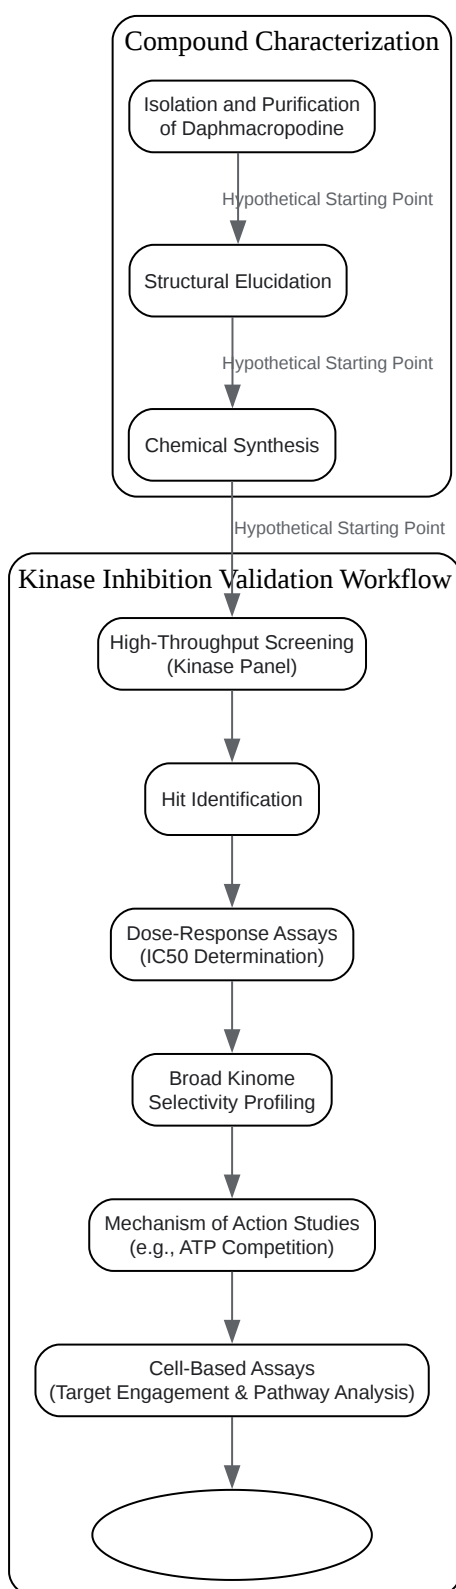 Compound Characterization
Isolation and Purification
of Daphmacropodine
Hypothetical Starting Point
Structural Elucidation
Hypothetical Starting Point
Chemical Synthesis
Hypothetical Starting Point
Kinase Inhibition Validation Workflow
High-Throughput Screening
(Kinase Panel)
Hit Identification
Dose-Response Assays
(IC50 Determination)
Broad Kinome
Selectivity Profiling
Mechanism of Action Studies
(e.g., ATP Competition)
Cell-Based Assays
(Target Engagement & Pathway Analysis)